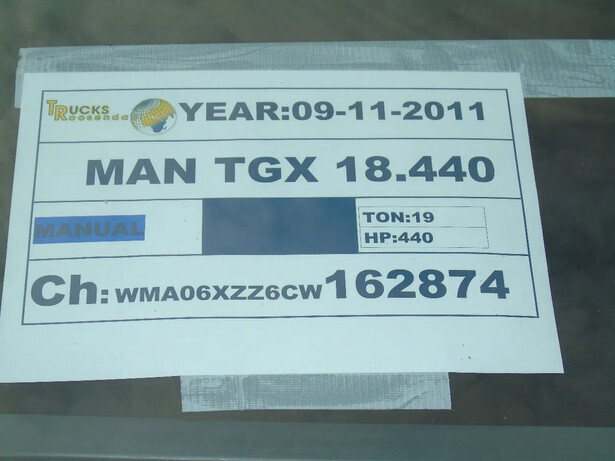 TRUCKS
Roosendaal
YEAR:09-11-2011
MAN TGX 18.440
MANUAL
TON:19
HP:440
Ch: WMA06XZZ6CW162874